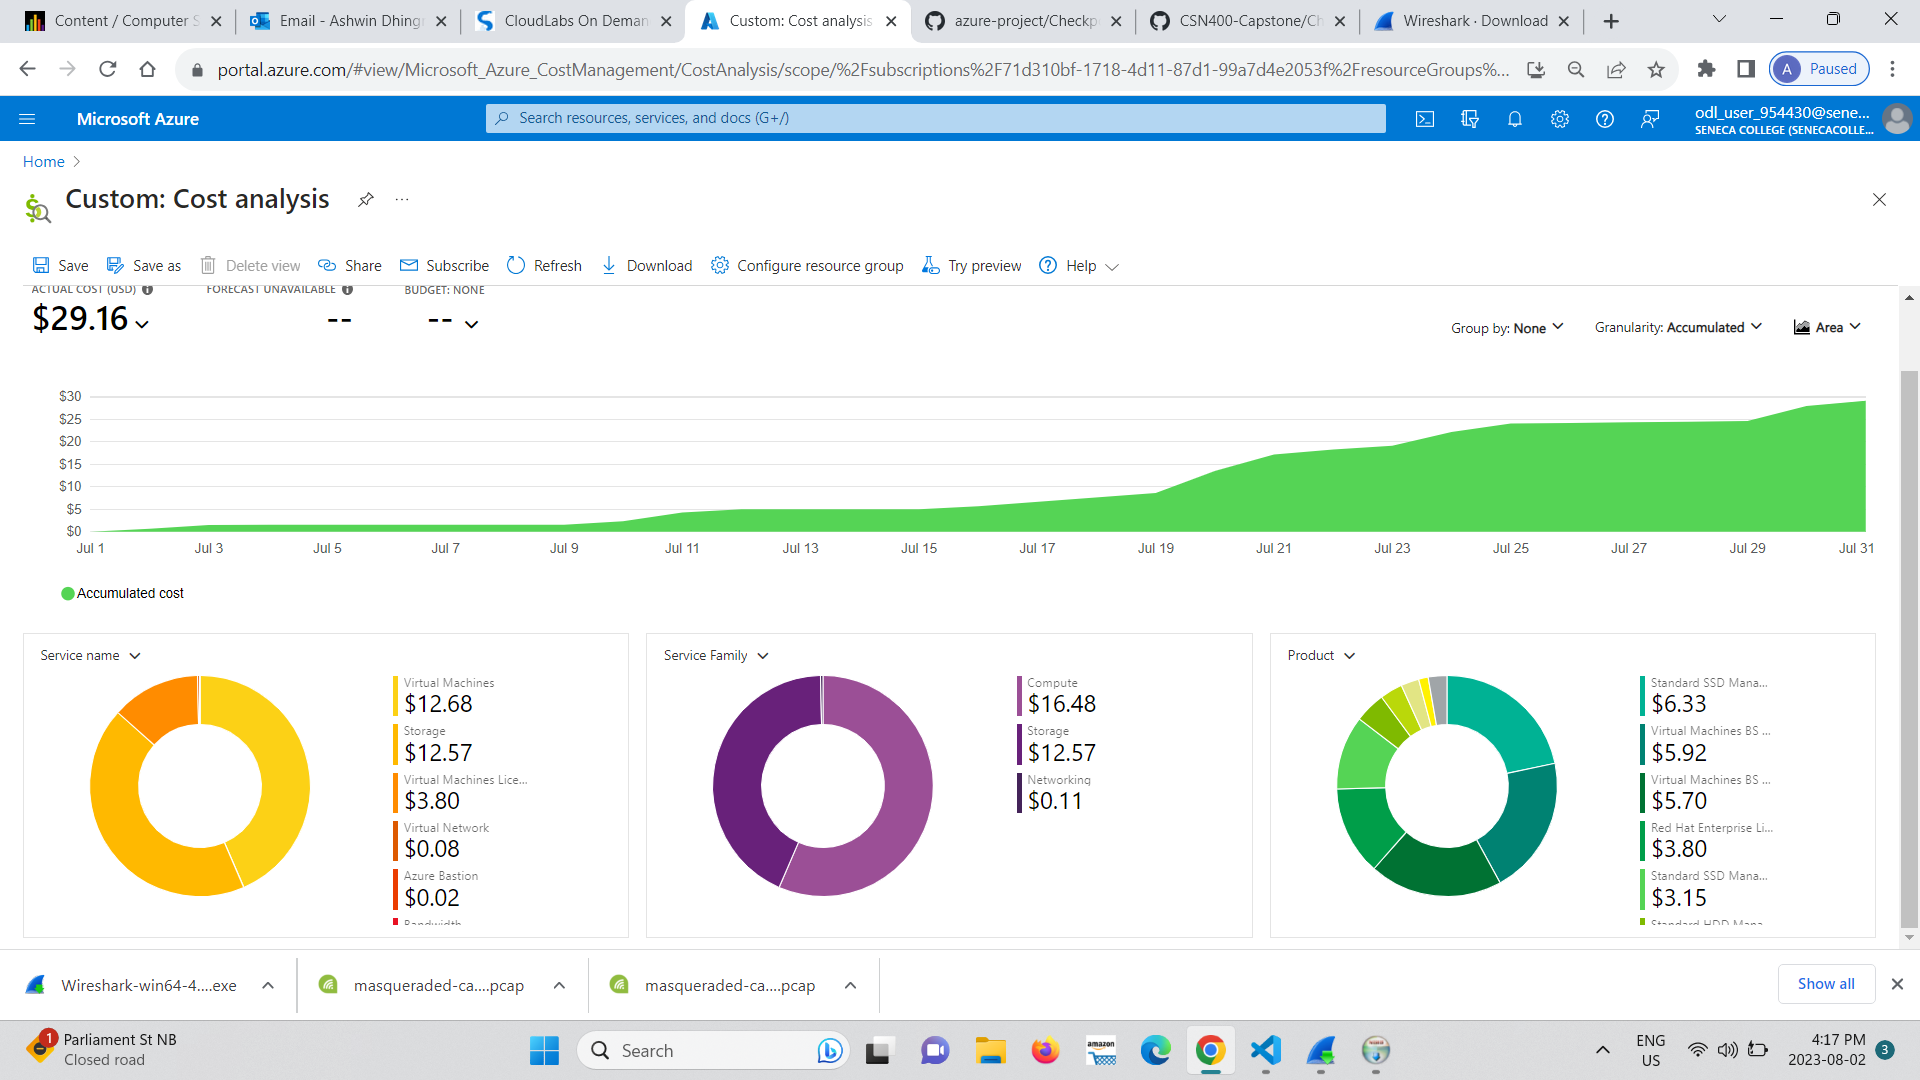 Content / Computer S
Email - Ashwin Dhingr
CloudLabs On Deman
Custom: Cost analysis
azure-project/Checkp
CSN400-Capstone/Ch
Wireshark · Download
portal.azure.com/#view/Microsoft_Azure_CostManagement/CostAnalysis/scope/%2Fsubscriptions%2F71d310bf-1718-4d11-87d1-99a7d4e2053f%2FresourceGroups%...
A Paused
Microsoft Azure
Search resources, services, and docs (G+/)
odl_user_954430@sene...
SENECA COLLEGE (SENECACOLLE...
Home
Custom: Cost analysis
...
Save
Save as
Delete view
Share
Subscribe
Refresh
Download
Configure resource group
Try preview
Help
ACTUAL COST (USD)
FORECAST UNAVAILABLE
BUDGET: NONE
$29.16
--
--
Group by: None
Granularity: Accumulated
Area
$30
$25
$20
$15
$10
$5
$0
Jul 1
Jul 3
Jul 5
Jul 7
Jul 9
Jul 11
Jul 13
Jul 15
Jul 17
Jul 19
Jul 21
Jul 23
Jul 25
Jul 27
Jul 29
Jul 31
Accumulated cost
Service name
Virtual Machines
$12.68
Storage
$12.57
Virtual Machines Lice...
$3.80
Virtual Network
$0.08
Azure Bastion
$0.02
Bandwidth
Service Family
Compute
$16.48
Storage
$12.57
Networking
$0.11
Product
Standard SSD Mana...
$6.33
Virtual Machines BS ...
$5.92
Virtual Machines BS ...
$5.70
Red Hat Enterprise Li...
$3.80
Standard SSD Mana...
$3.15
Standard HDD Mana...
Wireshark-win64-4....exe
masqueraded-ca....pcap
masqueraded-ca....pcap
Show all
1
Parliament St NB
Closed road
Search
amazon
ENG
US
4:17 PM
2023-08-02
3